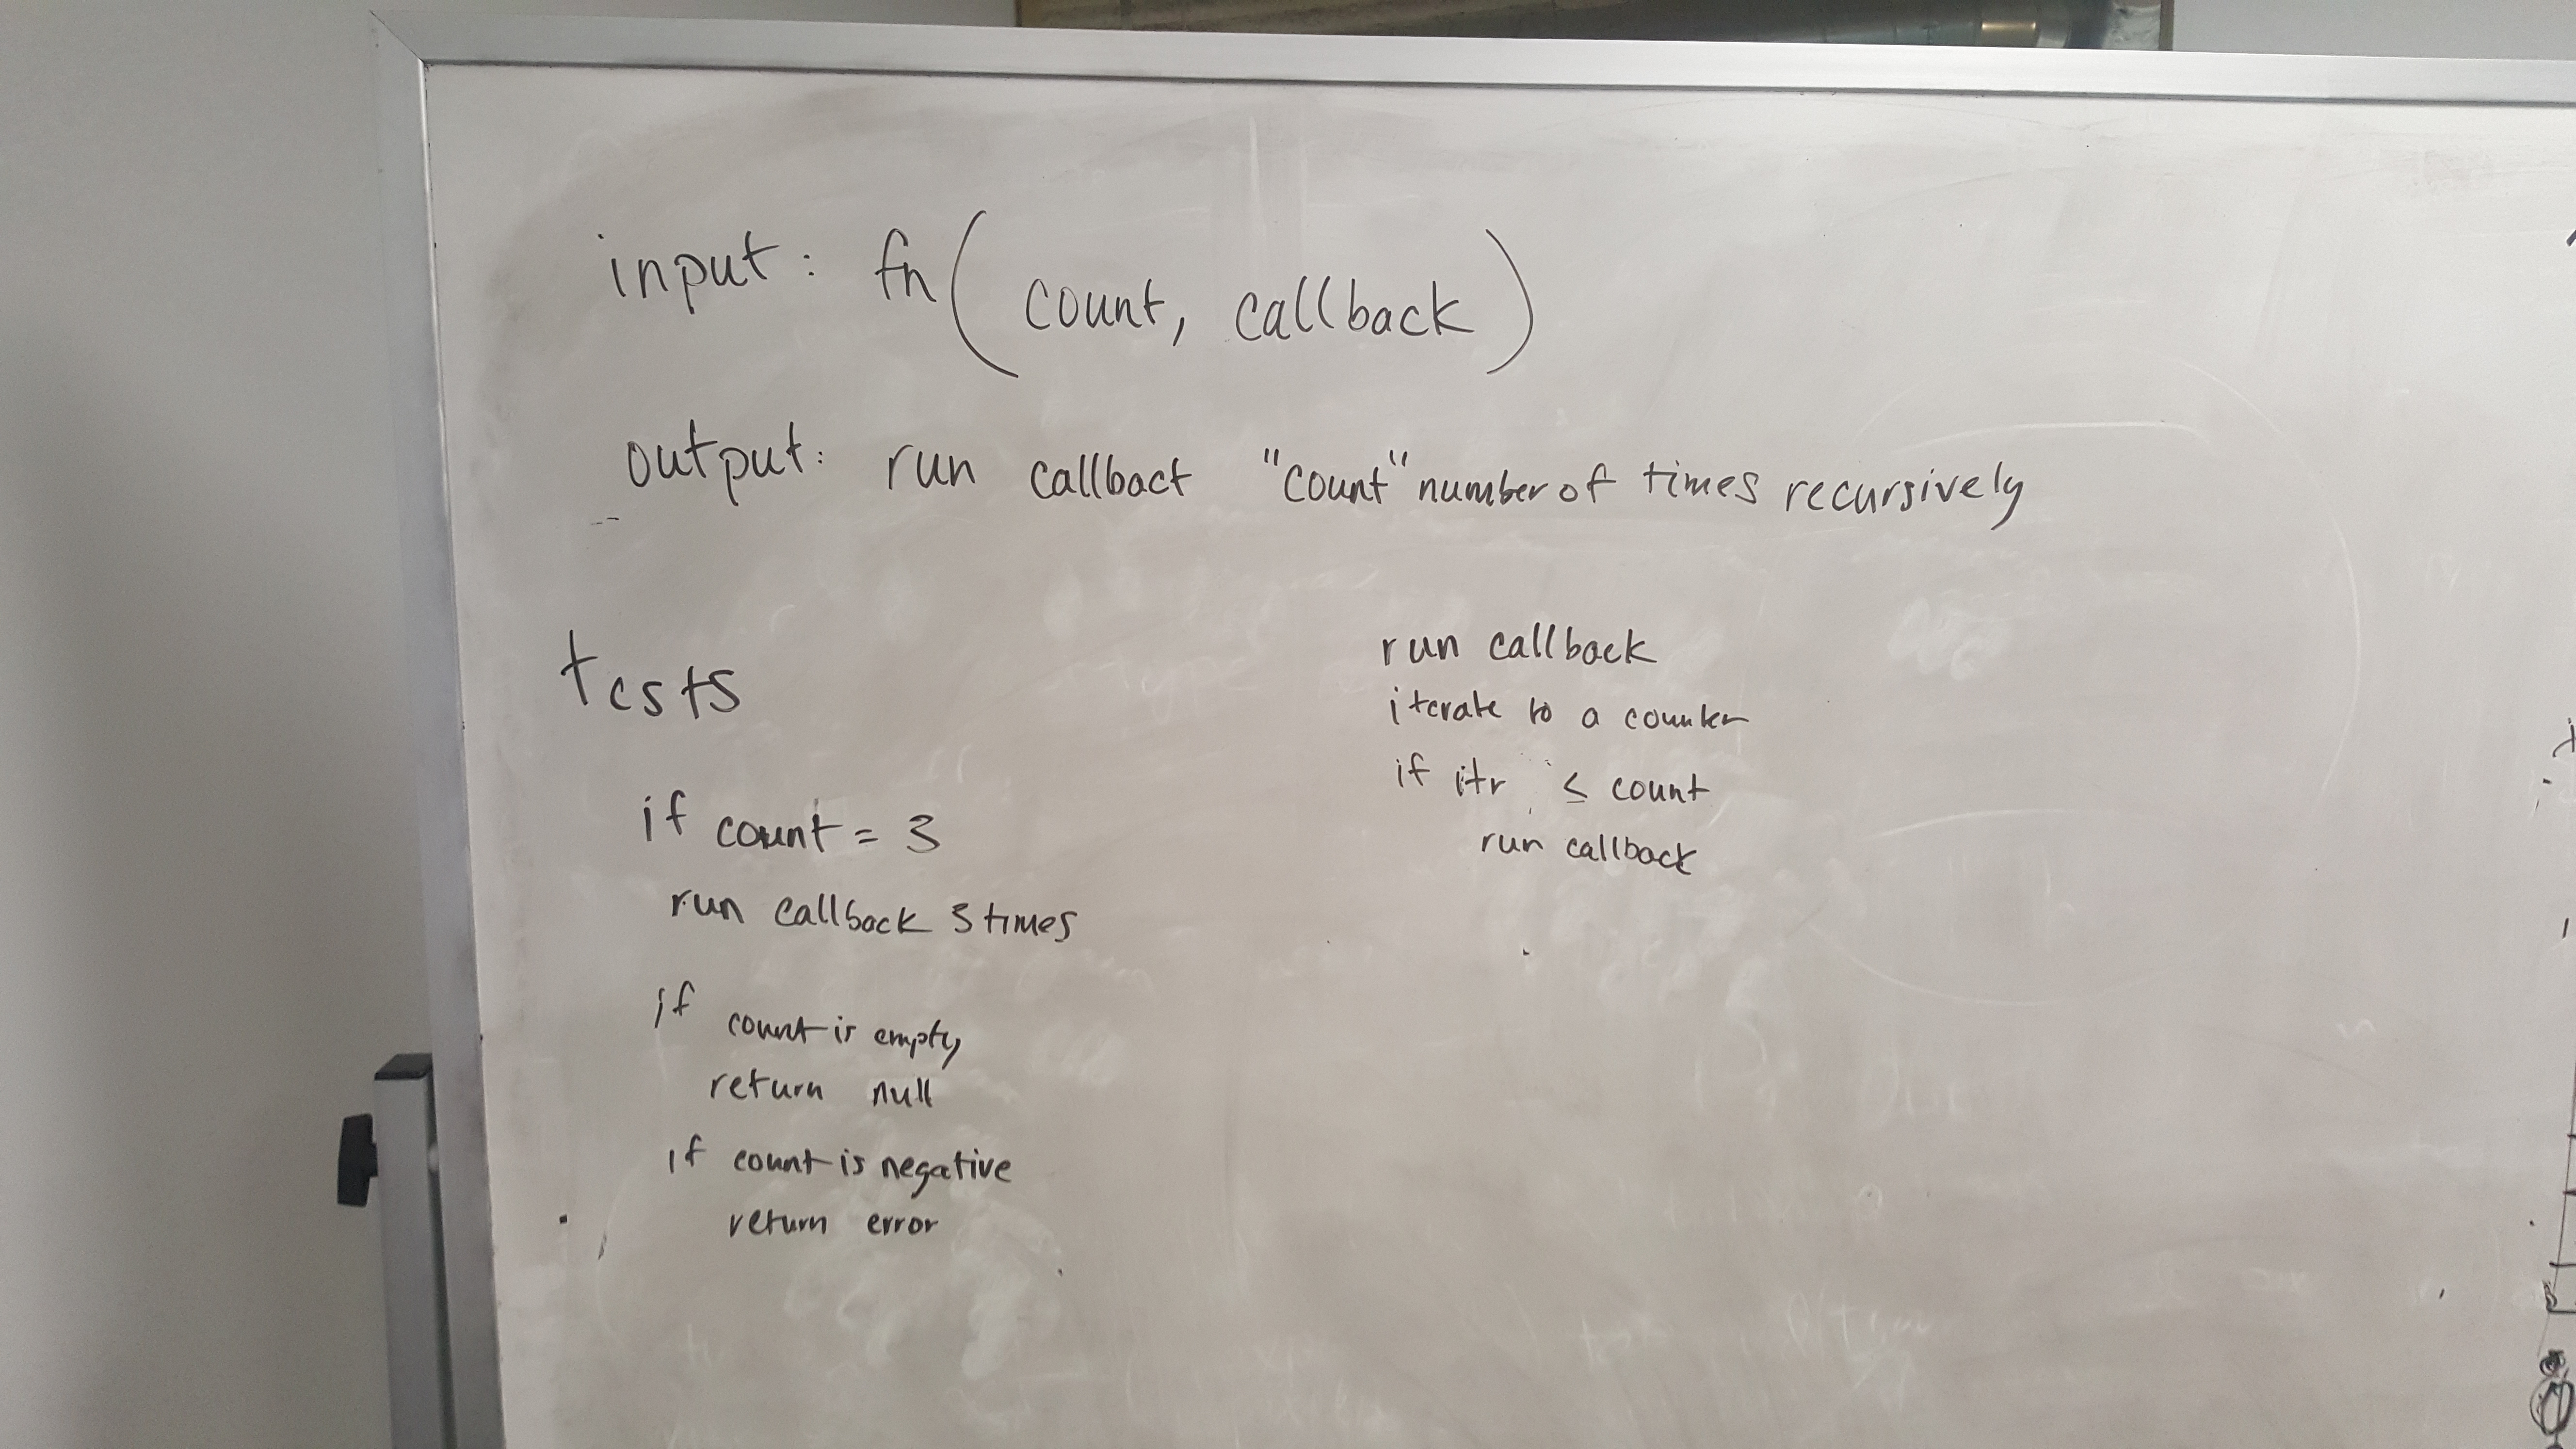 input: fn( count, callback )
output: run callback "count" number of times recursively
tests
if count = 3
run callback 3 times
if count is empty
return null
if count is negative
return error
run callback
iterate to a counter
if itr ≤ count
run callback